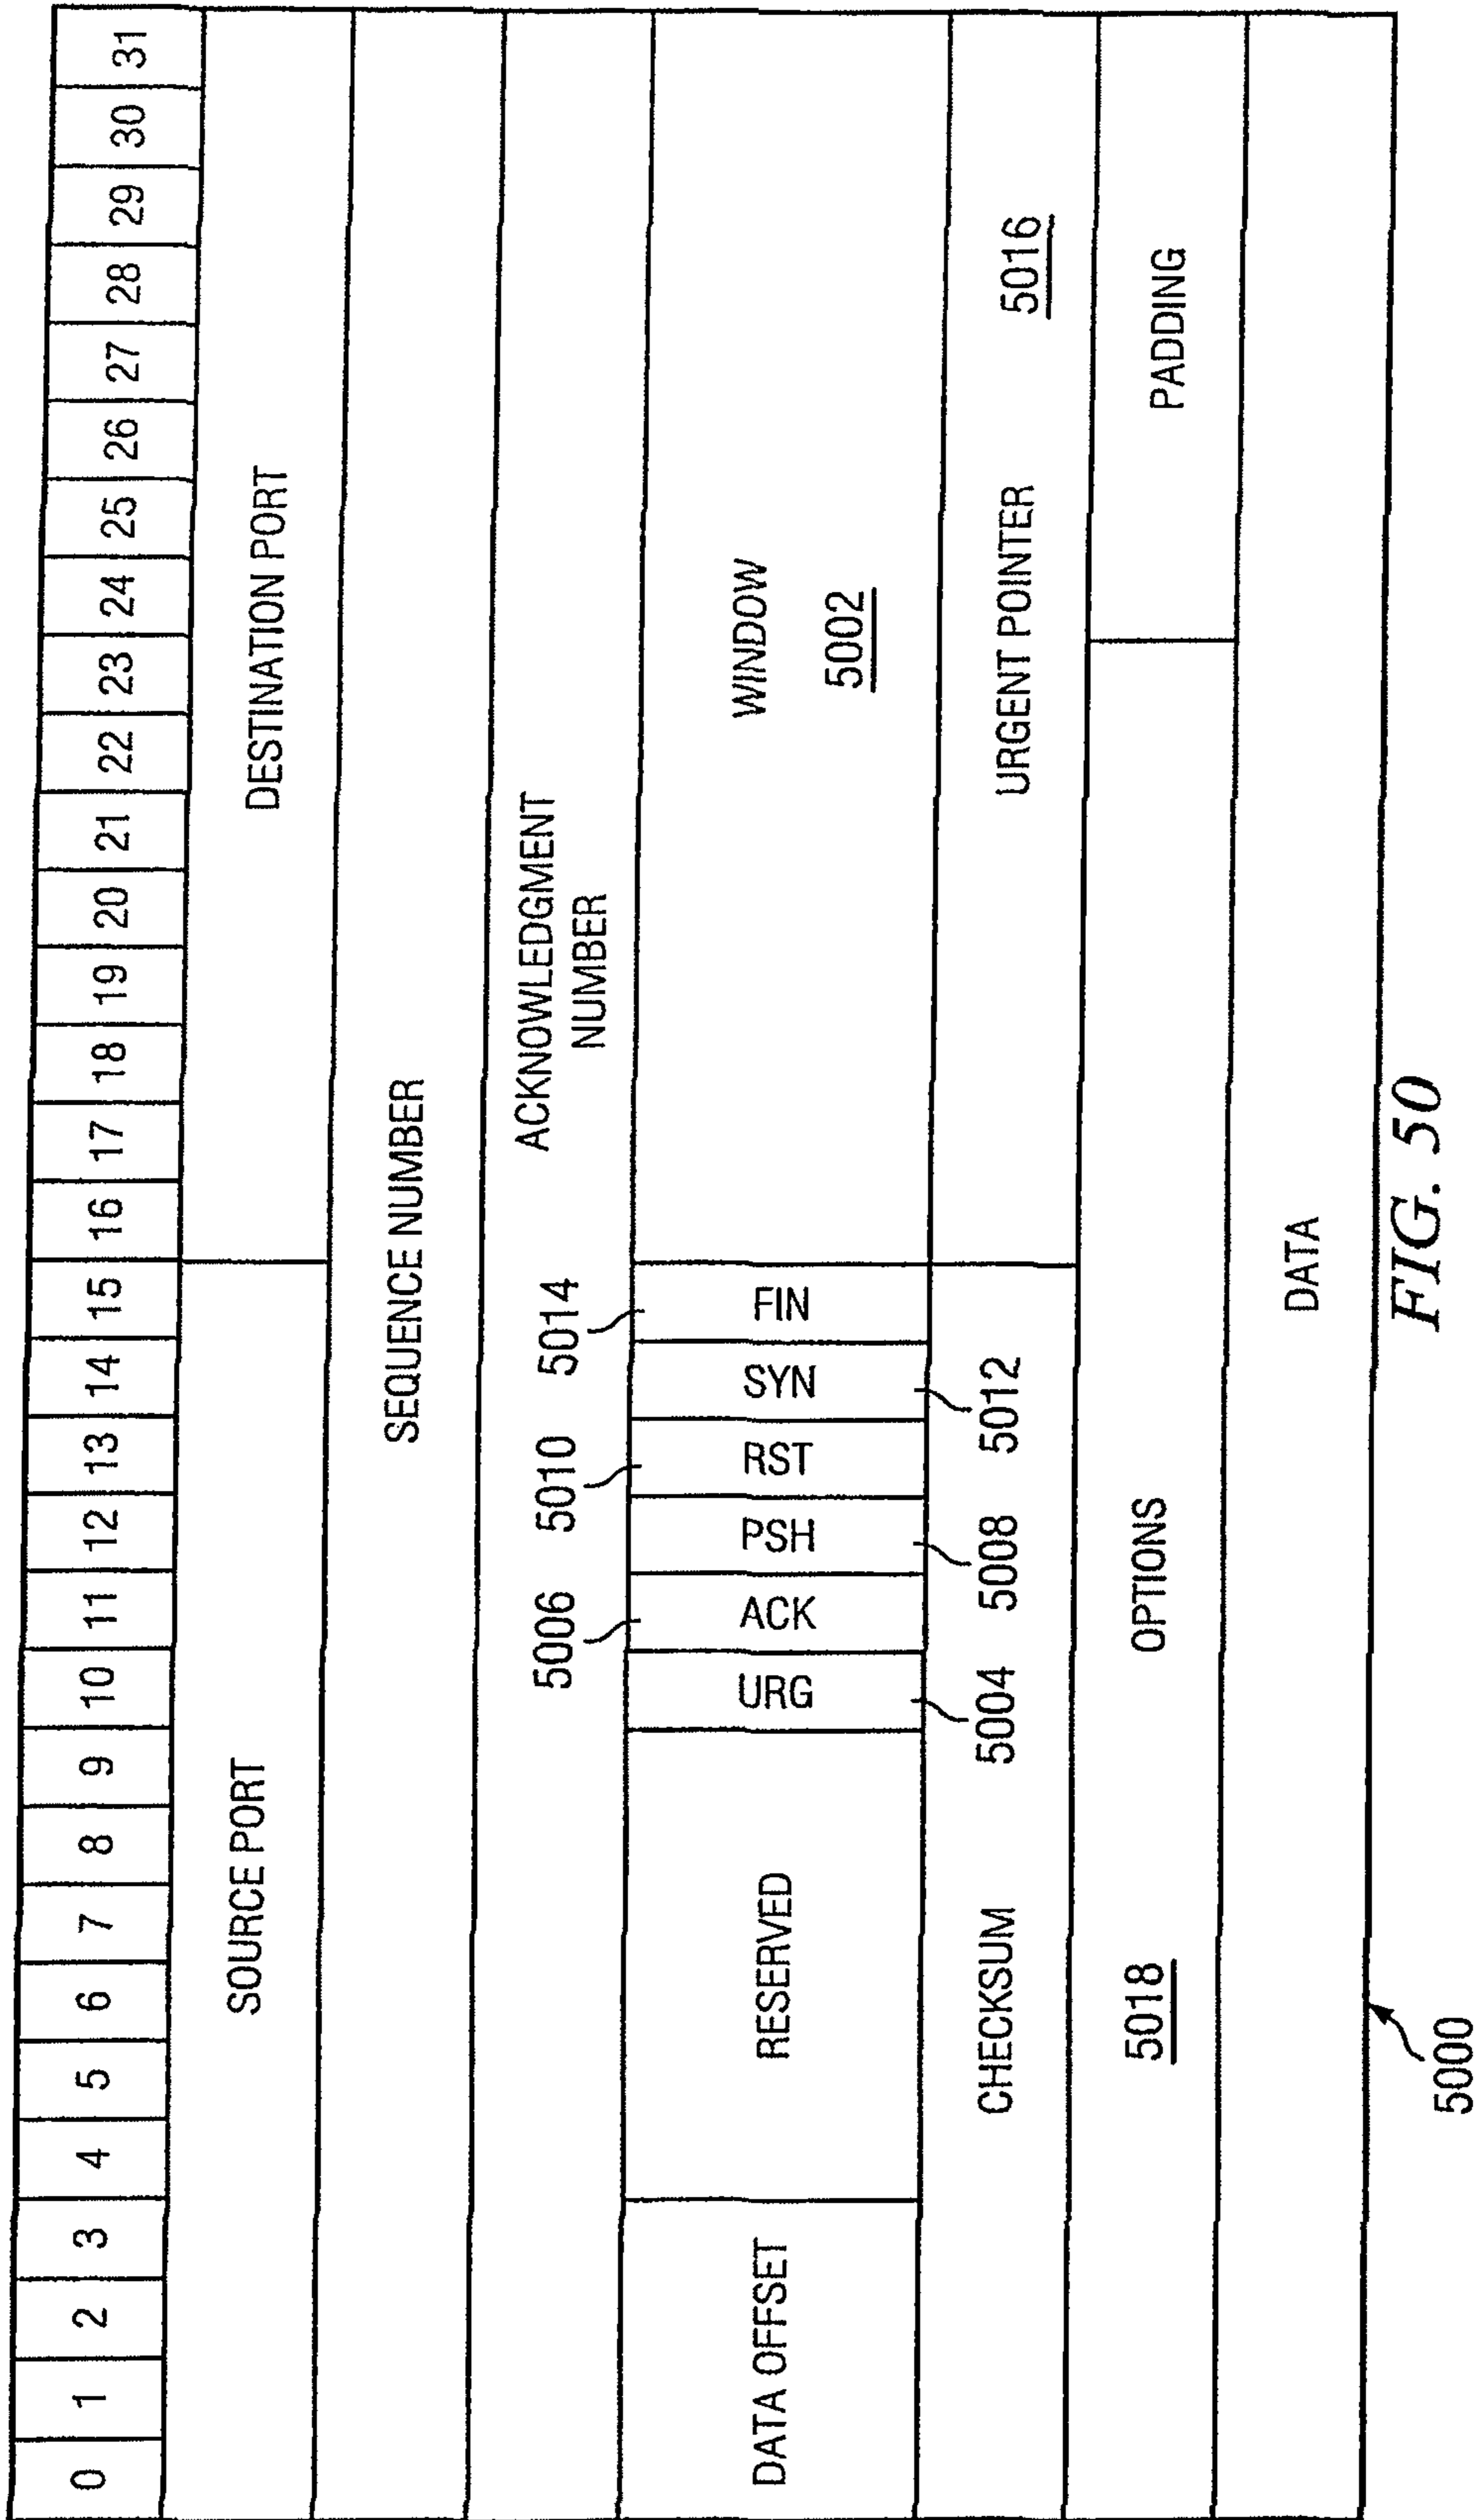 0 1 2 3 4 5 6 7 8 9 10 11 12 13 14 15 16 17 18 19 20 21 22 23 24 25 26 27 28 29 30 31
SOURCE PORT DESTINATION PORT
SEQUENCE NUMBER
ACKNOWLEDGMENT
NUMBER
5006 5010 5014
DATA OFFSET RESERVED URG ACK PSH RST SYN FIN WINDOW
5002
5004 5008 5012
CHECKSUM URGENT POINTER 5016
5018 OPTIONS PADDING
DATA
5000
FIG. 50